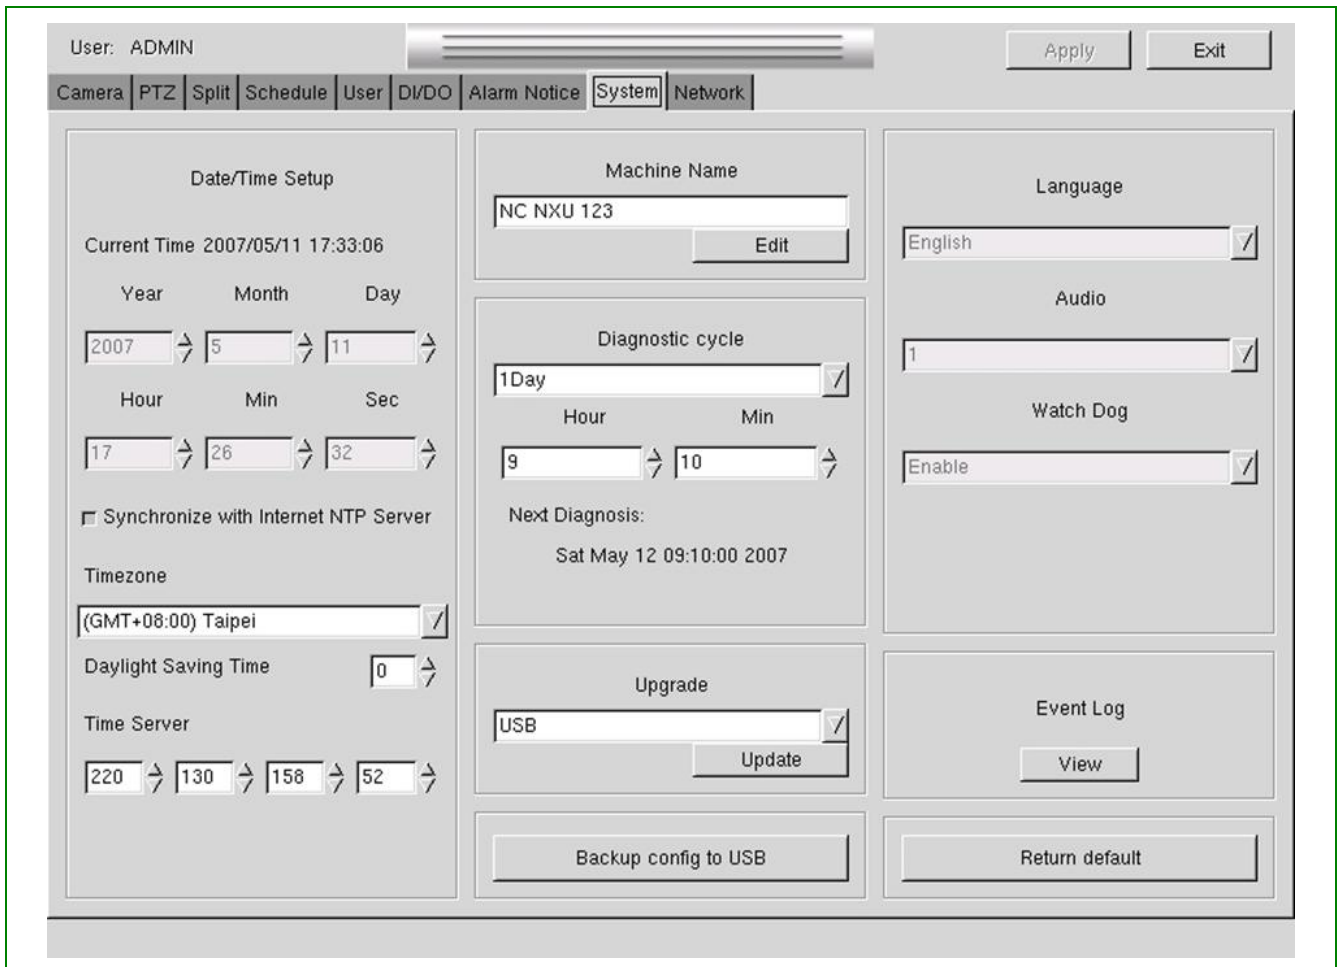 User: ADMIN
Apply
Exit
Camera PTZ Split Schedule User DI/DO Alarm Notice System Network
Date/Time Setup
Current Time 2007/05/11 17:33:06
Year Month Day
2007 5 11
Hour Min Sec
17 26 32
Synchronize with Internet NTP Server
Timezone
(GMT+08:00) Taipei
Daylight Saving Time 0
Time Server
220 130 158 52
Machine Name
NC NXU 123
Edit
Diagnostic cycle
1Day
Hour Min
9 10
Next Diagnosis:
Sat May 12 09:10:00 2007
Upgrade
USB
Update
Backup config to USB
Language
English
Audio
1
Watch Dog
Enable
Event Log
View
Return default